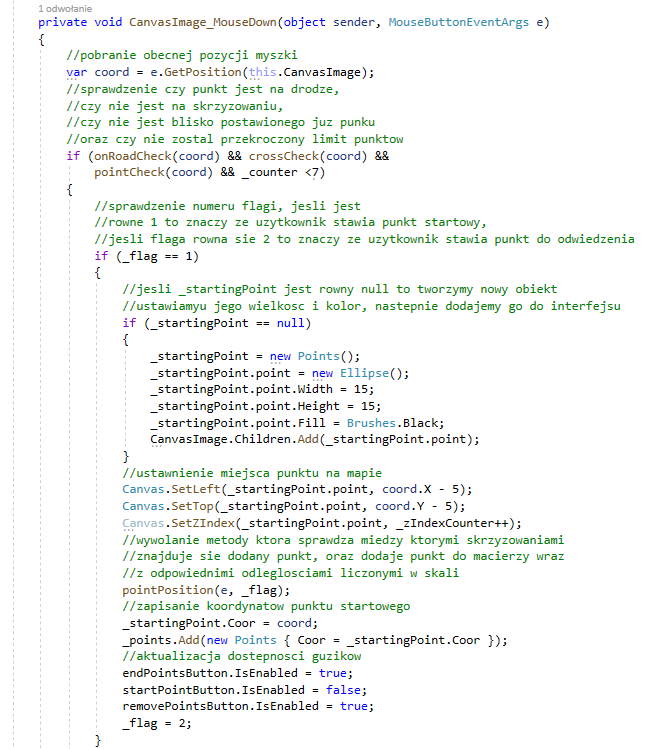 1 odwołanie
private void CanvasImage_MouseDown(object sender, MouseButtonEventArgs e)
{
//pobranie obecnej pozycji myszki
var coord = e.GetPosition(this.CanvasImage);
//sprawdzenie czy punkt jest na drodze,
//czy nie jest na skrzyzowaniu,
//czy nie jest blisko postawionego juz punku
//oraz czy nie zostal przekroczony limit punktow
if (onRoadCheck(coord) && crossCheck(coord) &&
pointCheck(coord) && _counter <7)
{
//sprawdzenie numeru flagi, jesli jest
//rowne 1 to znaczy ze uzytkownik stawia punkt startowy,
//jesli flaga rowna sie 2 to znaczy ze uzytkownik stawia punkt do odwiedzenia
if (_flag == 1)
{
//jesli _startingPoint jest rowny null to tworzymy nowy obiekt
//ustawiamyu jego wielkosc i kolor, nastepnie dodajemy go do interfejsu
if (_startingPoint == null)
{
_startingPoint = new Points();
_startingPoint.point = new Ellipse();
_startingPoint.point.Width = 15;
_startingPoint.point.Height = 15;
_startingPoint.point.Fill = Brushes.Black;
CanvasImage.Children.Add(_startingPoint.point);
}
//ustawnienie miejsca punktu na mapie
Canvas.SetLeft(_startingPoint.point, coord.X - 5);
Canvas.SetTop(_startingPoint.point, coord.Y - 5);
Canvas.SetZIndex(_startingPoint.point, _zIndexCounter++);
//wywolanie metody ktora sprawdza miedzy ktorymi skrzyzowaniami
//znajduje sie dodany punkt, oraz dodaje punkt do macierzy wraz
//z odpowiednimi odleglosciami liczonymi w skali
pointPosition(e, _flag);
//zapisanie koordynatow punktu startowego
_startingPoint.Coor = coord;
_points.Add(new Points { Coor = _startingPoint.Coor });
//aktualizacja dostepnosci guzikow
endPointsButton.IsEnabled = true;
startPointButton.IsEnabled = false;
removePointsButton.IsEnabled = true;
_flag = 2;
}